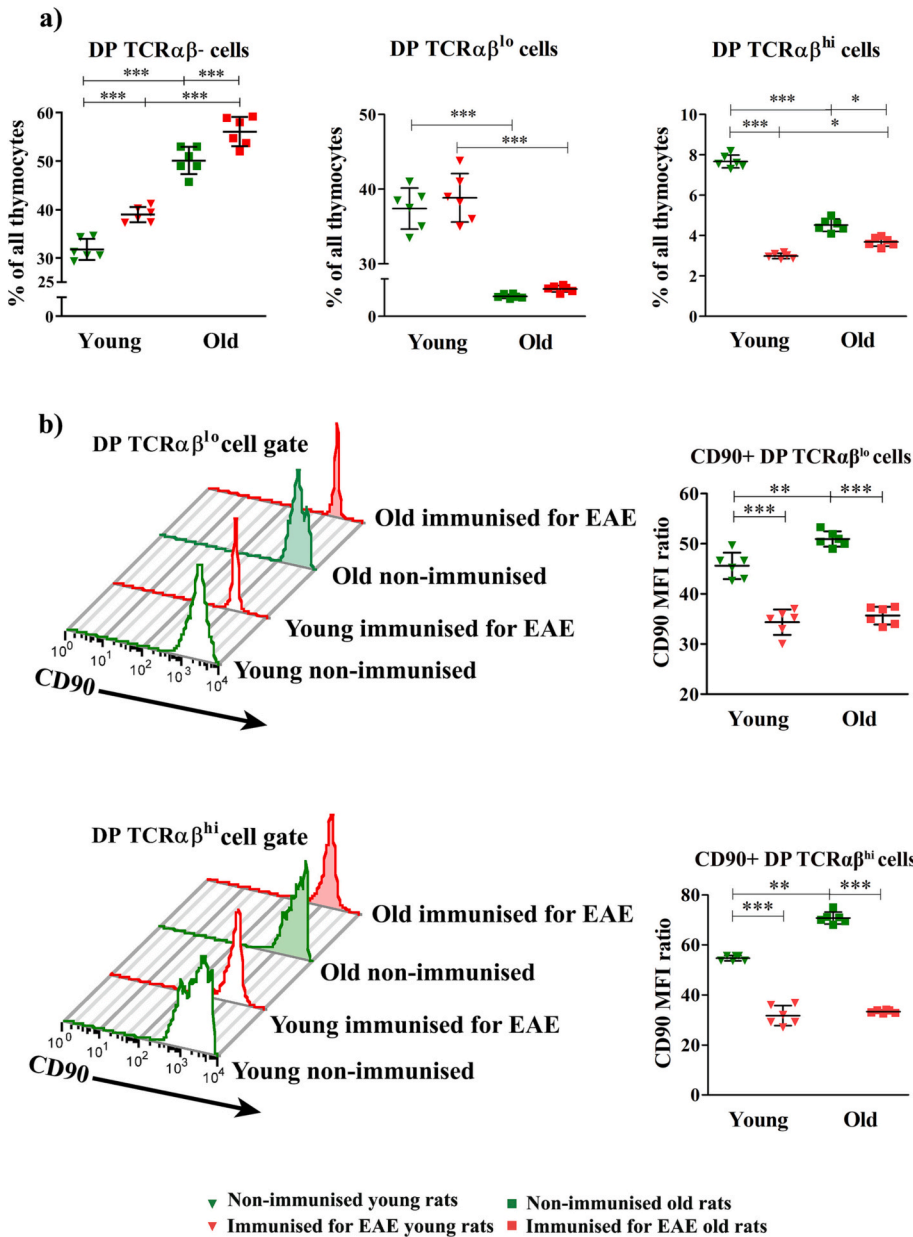 a)
DP TCRαβ- cells
*** ***
*** ***
% of all thymocytes
60
50
40
30
25
0
Young Old
DP TCRαβlo cells
***
***
% of all thymocytes
50
40
30
0
Young Old
DP TCRαβhi cells
*** *
*** *
% of all thymocytes
8
6
4
2
0
Young Old
b)
DP TCRαβlo cell gate
Old immunised for EAE
Old non-immunised
Young immunised for EAE
Young non-immunised
10^0 10^1 10^2 10^3 10^4
CD90
CD90+ DP TCRαβlo cells
** ***
***
CD90 MFI ratio
60
50
40
30
20
Young Old
DP TCRαβhi cell gate
Old immunised for EAE
Old non-immunised
Young immunised for EAE
Young non-immunised
10^0 10^1 10^2 10^3 10^4
CD90
CD90+ DP TCRαβhi cells
** ***
***
CD90 MFI ratio
80
60
40
20
0
Young Old
Non-immunised young rats Non-immunised old rats
Immunised for EAE young rats Immunised for EAE old rats